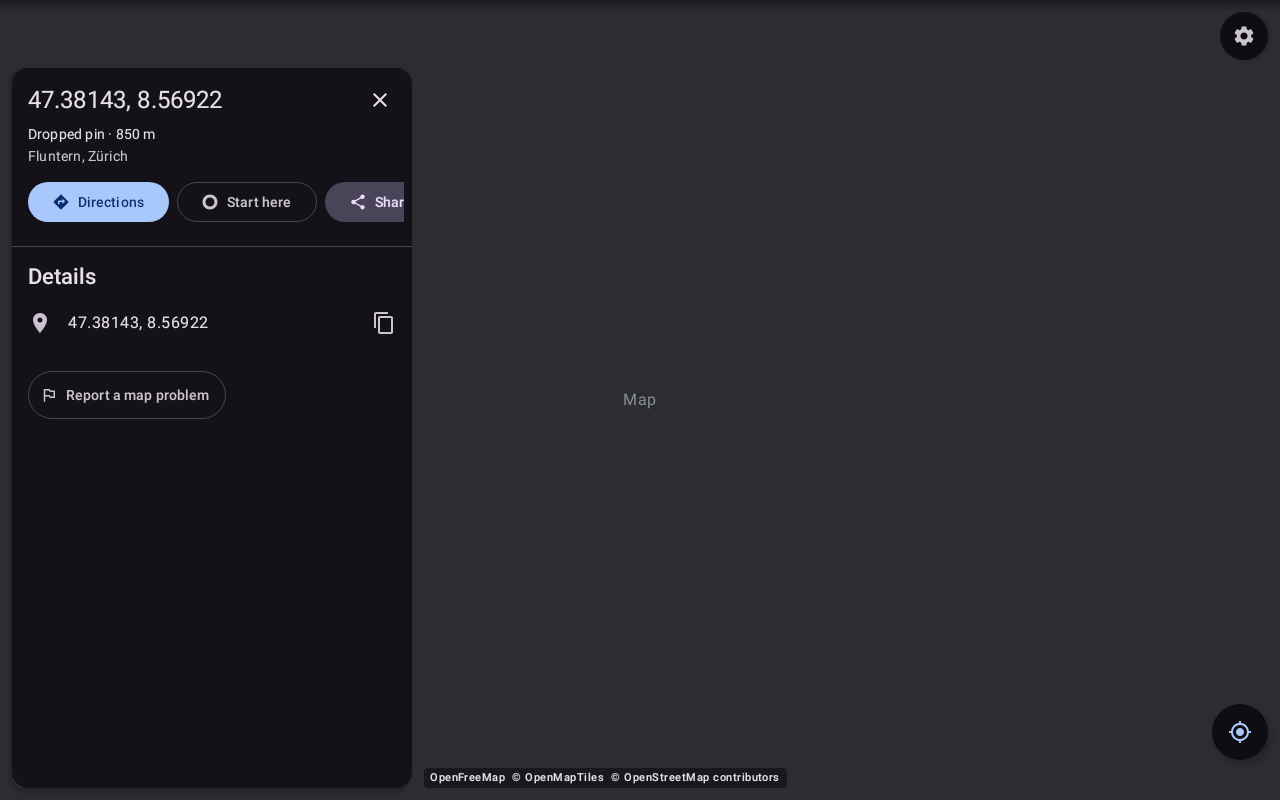 47.38143, 8.56922
Dropped pin · 850 m
Fluntern, Zürich
Directions
Start here
Shar
Details
47.38143, 8.56922
Report a map problem
Map
OpenFreeMap © OpenMapTiles © OpenStreetMap contributors